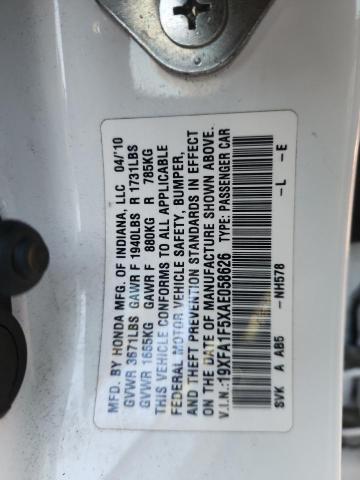 MFD. BY HONDA MFG. OF INDIANA, LLC 04/'10
GVWR 3671LBS GAWR F 1940LBS R 1731LBS
GVWR 1665KG GAWR F 880KG R 785KG
THIS VEHICLE CONFORMS TO ALL APPLICABLE
FEDERAL MOTOR VEHICLE SAFETY, BUMPER,
AND THEFT PREVENTION STANDARDS IN EFFECT
ON THE DATE OF MANUFACTURE SHOWN ABOVE.
V.I.N.:19XFA1F5XAE058626 TYPE: PASSENGER CAR
SVK A AB5 -NH578 -L -E